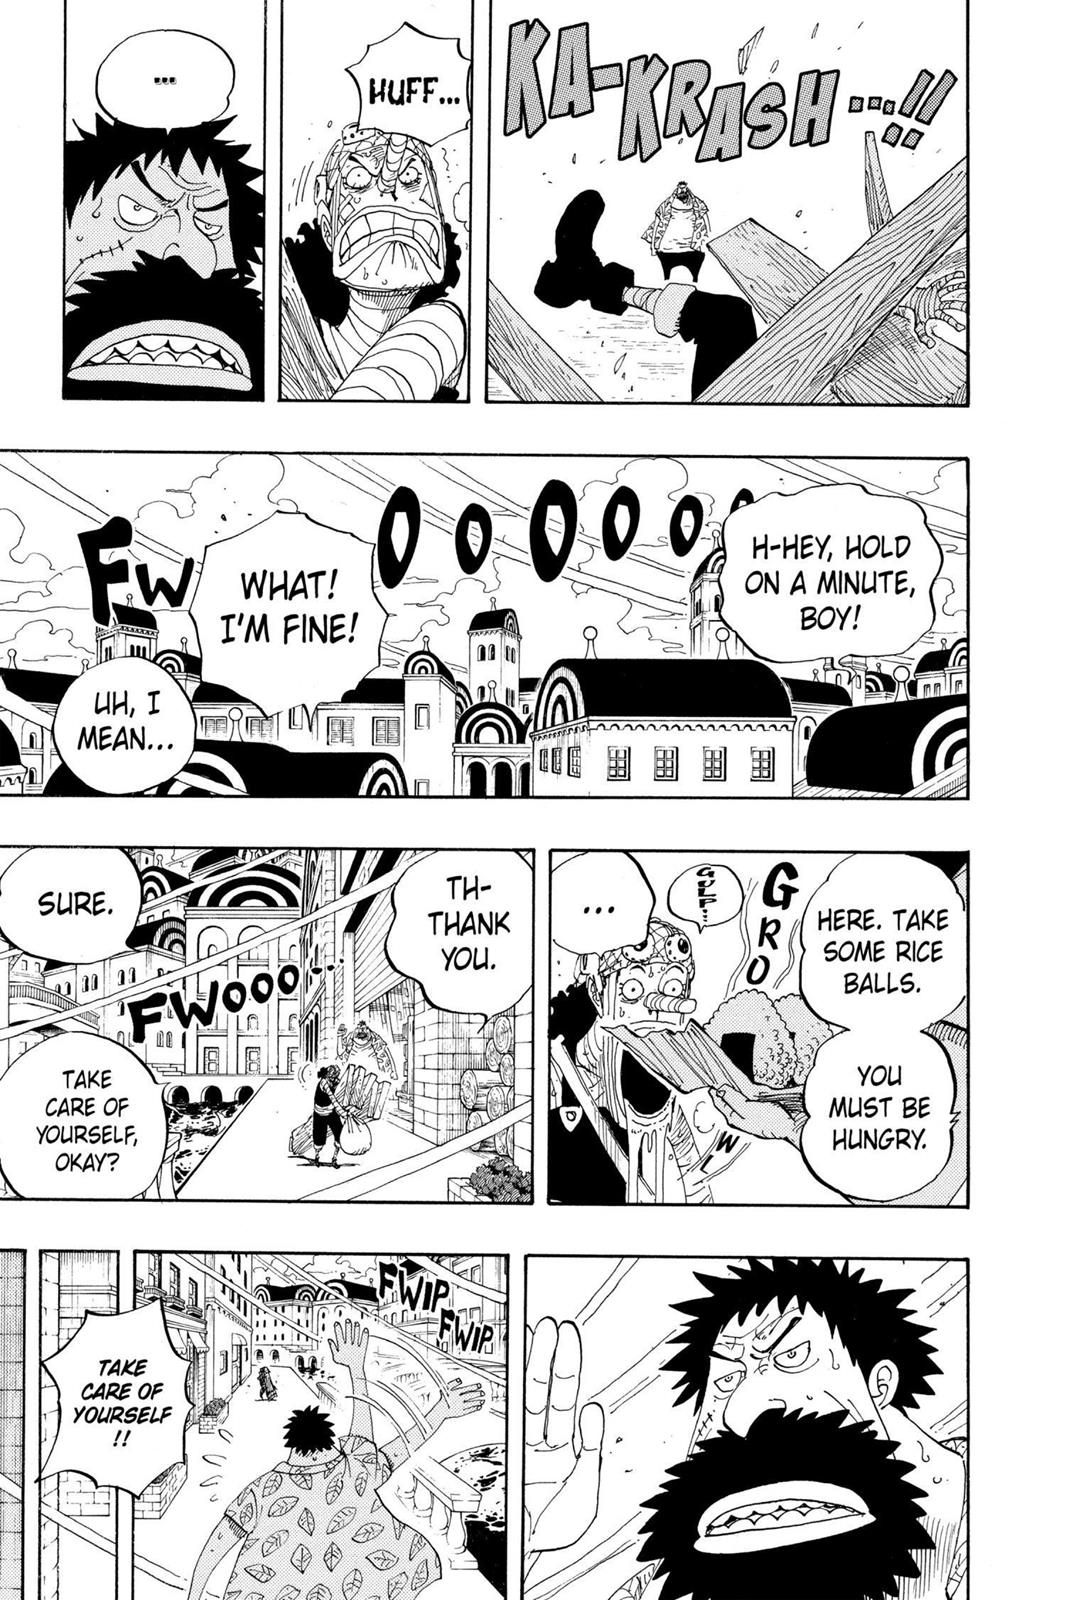 KA-KRASH...!!
HUFF...
...
H-HEY, HOLD
ON A MINUTE,
BOY!
FWOOOOOO
WHAT!
I'M FINE!
UH, I
MEAN...
HERE. TAKE
SOME RICE
BALLS.
YOU
MUST BE
HUNGRY.
GRO
GULP...
...
WL
TH-
THANK
YOU.
SURE.
FWOOO...
TAKE
CARE OF
YOURSELF,
OKAY?
FWIP
FWIP
TAKE
CARE OF
YOURSELF
!!